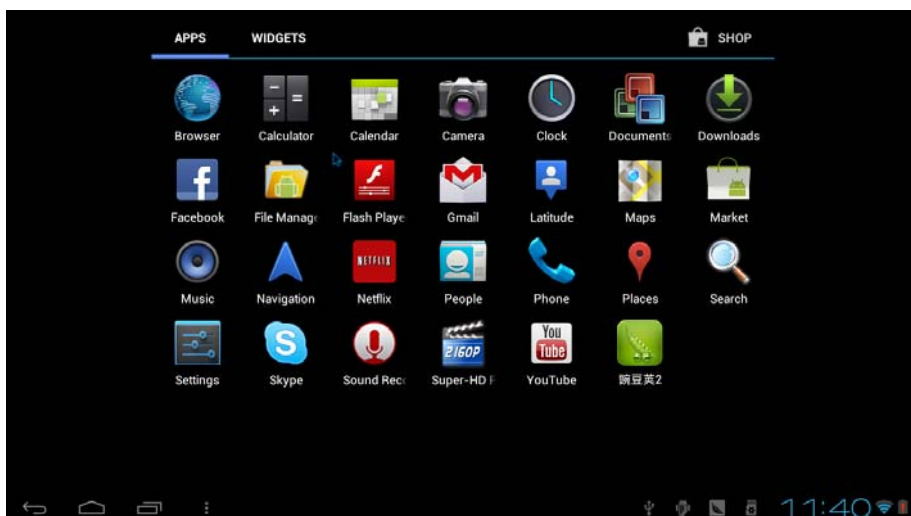 APPS WIDGETS SHOP
Browser Calculator Calendar Camera Clock Documents Downloads
Facebook File Manage Flash Playe Gmail Latitude Maps Market
NETFLIX
Music Navigation Netflix People Phone Places Search
2160P You Tube
Settings Skype Sound Rec Super-HD P YouTube 豌豆荚2
11:40